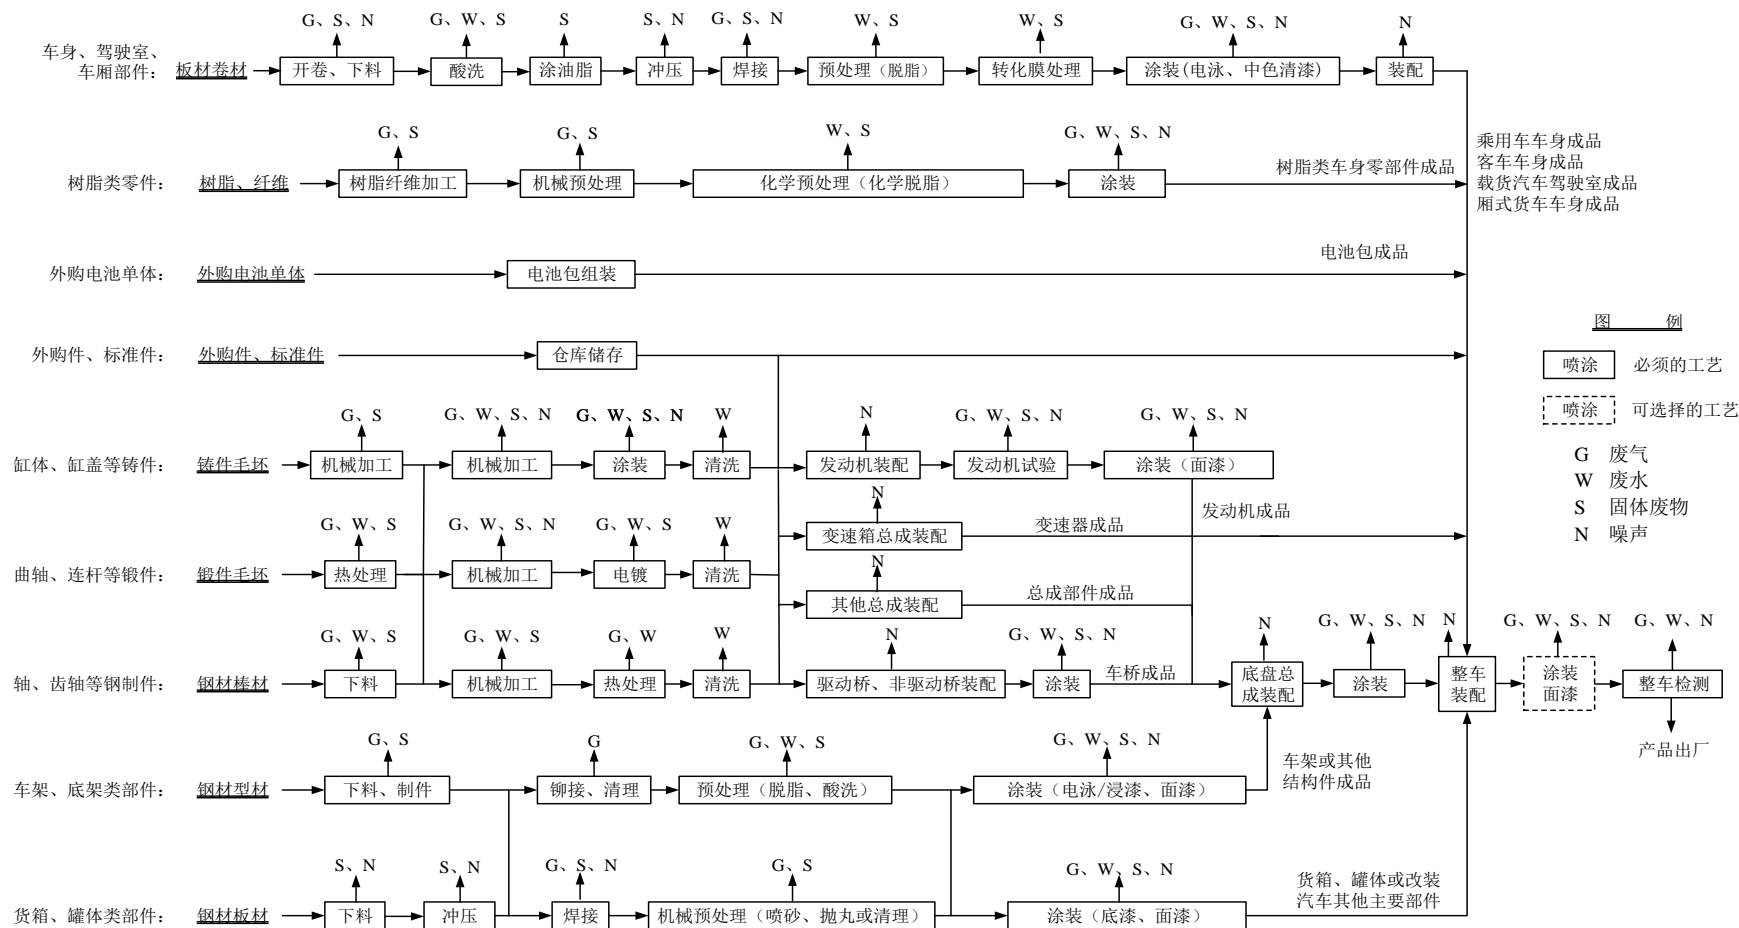 G、S、N
G、W、S
S
S、N
G、S、N
W、S
W、S
G、W、S、N
N
车身、驾驶室、
车厢部件：
板材卷材
开卷、下料
酸洗
涂油脂
冲压
焊接
预处理（脱脂）
转化膜处理
涂装(电泳、中色清漆)
装配
G、S
G、S
W、S
G、W、S、N
树脂类零件：
树脂、纤维
树脂纤维加工
机械预处理
化学预处理（化学脱脂）
涂装
树脂类车身零部件成品
乘用车车身成品
客车车身成品
载货汽车驾驶室成品
厢式货车车身成品
外购电池单体：
外购电池单体
电池包组装
电池包成品
外购件、标准件：
外购件、标准件
仓库储存
图 例
喷涂
必须的工艺
喷涂
可选择的工艺
G 废气
W 废水
S 固体废物
N 噪声
G、S
G、W、S、N
G、W、S、N
W
N
G、W、S、N
G、W、S、N
缸体、缸盖等铸件：
铸件毛坯
机械加工
机械加工
涂装
清洗
发动机装配
发动机试验
涂装（面漆）
发动机成品
N
变速箱总成装配
变速器成品
G、W、S
G、W、S、N
G、W、S
W
曲轴、连杆等锻件：
锻件毛坯
热处理
机械加工
电镀
清洗
N
其他总成装配
总成部件成品
G、W、S
G、W、S
G、W
W
N
G、W、S、N
N
G、W、S、N
N
G、W、S、N
G、W、N
轴、齿轴等钢制件：
钢材棒材
下料
机械加工
热处理
清洗
驱动桥、非驱动桥装配
涂装
车桥成品
底盘总
成装配
涂装
整车
装配
涂装
面漆
整车检测
产品出厂
G、S
G
G、W、S
G、W、S、N
车架、底架类部件：
钢材型材
下料、制件
铆接、清理
预处理（脱脂、酸洗）
涂装（电泳/浸漆、面漆）
车架或其他
结构件成品
S、N
S、N
G、S、N
G、S
G、W、S、N
货箱、罐体类部件：
钢材板材
下料
冲压
焊接
机械预处理（喷砂、抛丸或清理）
涂装（底漆、面漆）
货箱、罐体或改装
汽车其他主要部件